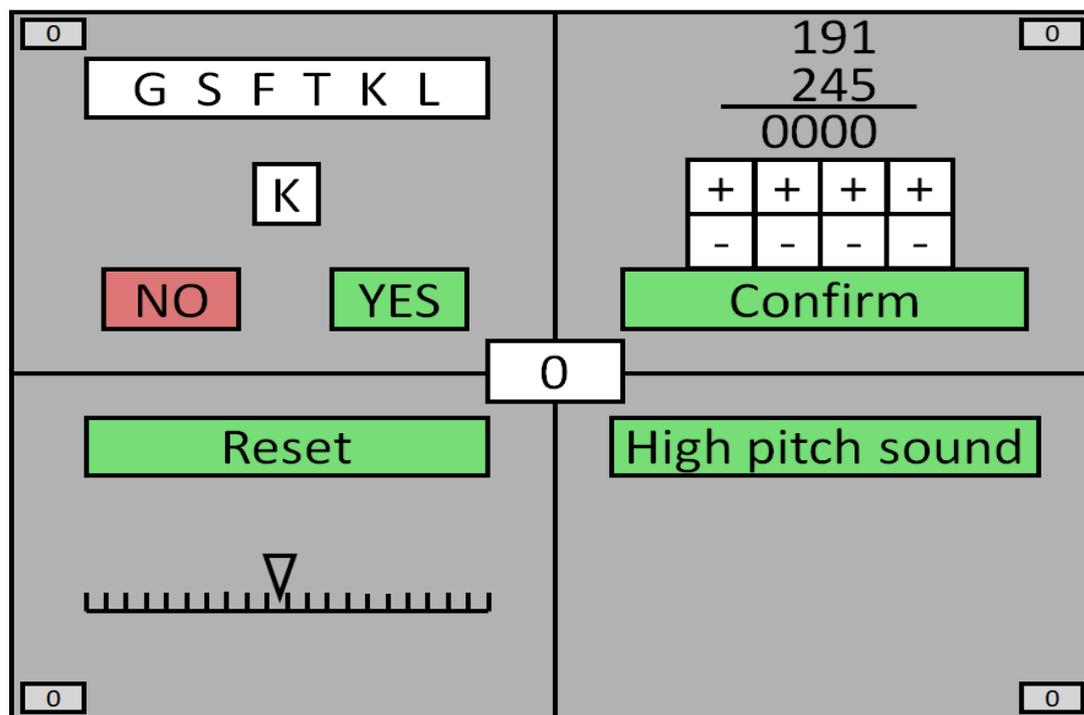 0
G S F T K L
K
NO YES
0
191
245
0000
+ + + +
- - - -
Confirm
0
Reset
0
High pitch sound
0